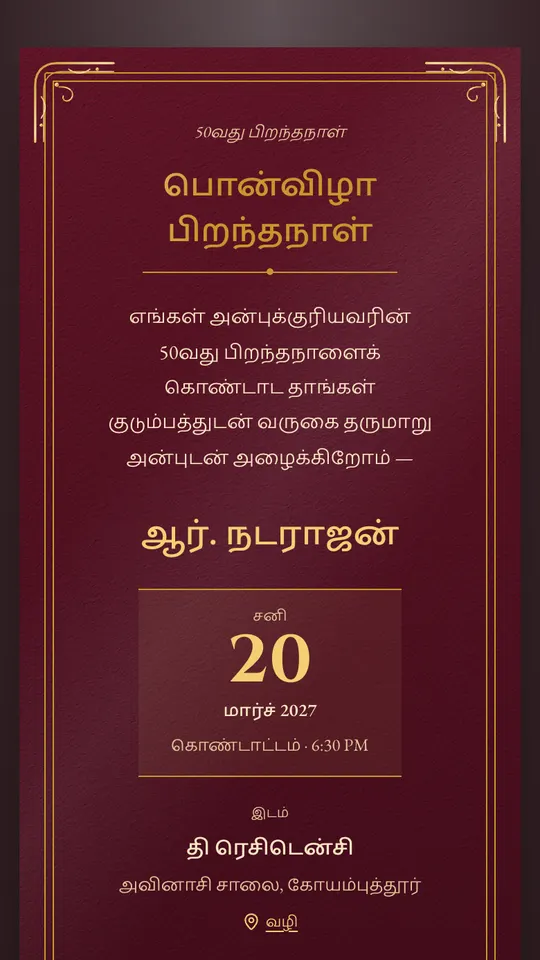 50வது பிறந்தநாள்
பொன்விழா
பிறந்தநாள்
எங்கள் அன்புக்குரியவரின்
50வது பிறந்தநாளைக்
கொண்டாட தாங்கள்
குடும்பத்துடன் வருகை தருமாறு
அன்புடன் அழைக்கிறோம் —
ஆர். நடராஜன்
சனி
20
மார்ச் 2027
கொண்டாட்டம் · 6:30 PM
இடம்
தி ரெசிடென்சி
அவினாசி சாலை, கோயம்புத்தூர்
வழி